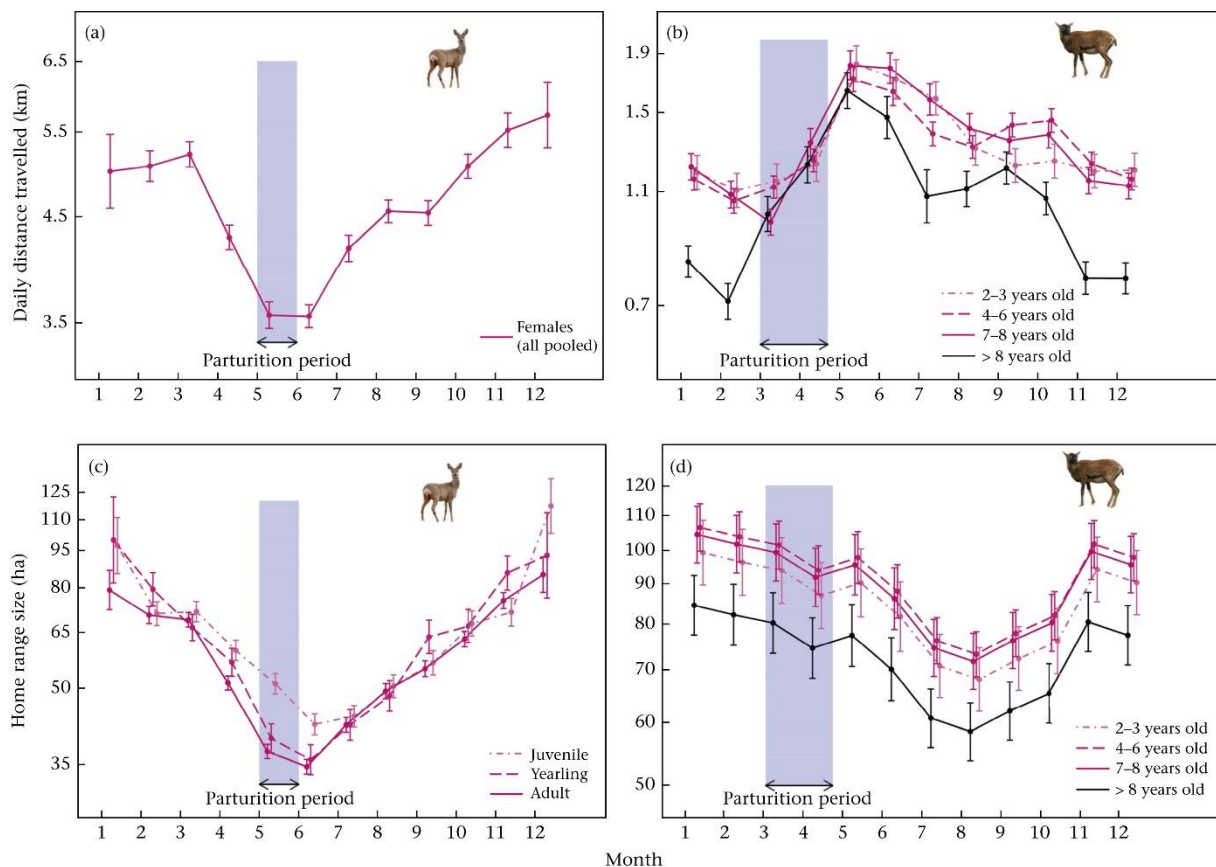 (a)
6.5
5.5
4.5
3.5
Daily distance travelled (km)
Females
(all pooled)
Parturition period
1 2 3 4 5 6 7 8 9 10 11 12
(b)
1.9
1.5
1.1
0.7
2–3 years old
4–6 years old
7–8 years old
> 8 years old
Parturition period
1 2 3 4 5 6 7 8 9 10 11 12
(c)
125
110
95
80
65
50
35
Home range size (ha)
Juvenile
Yearling
Adult
Parturition period
1 2 3 4 5 6 7 8 9 10 11 12
(d)
120
100
90
80
70
60
50
2–3 years old
4–6 years old
7–8 years old
> 8 years old
Parturition period
1 2 3 4 5 6 7 8 9 10 11 12
Month